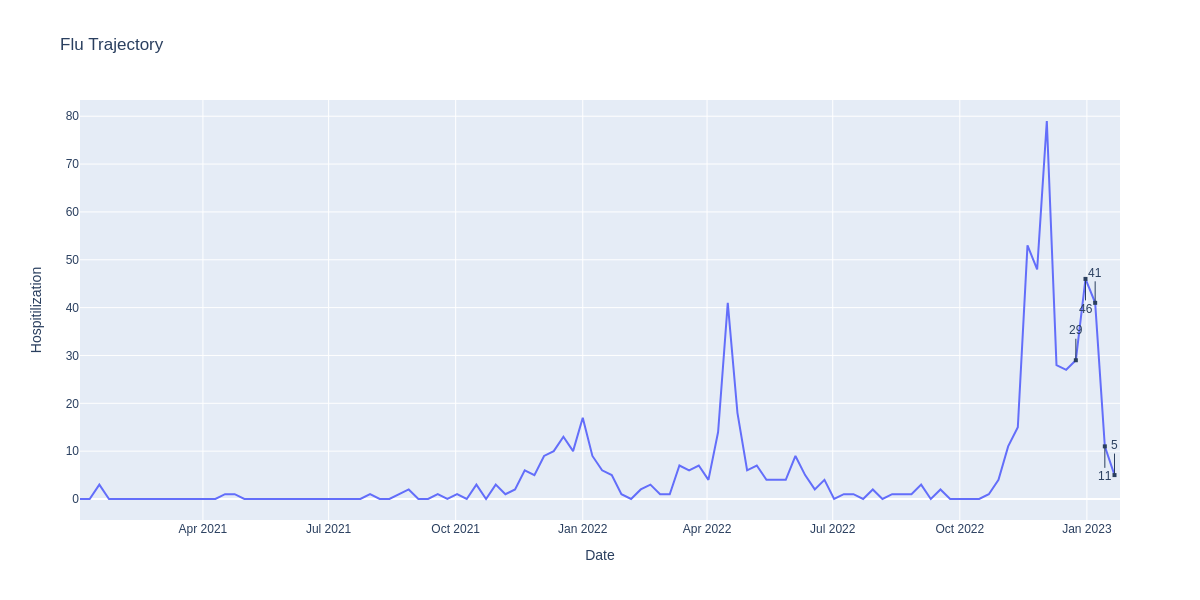 Flu Trajectory
80
70
60
50
40
30
20
10
0
Hospitilization
41
46
29
5
11
Apr 2021
Jul 2021
Oct 2021
Jan 2022
Apr 2022
Jul 2022
Oct 2022
Jan 2023
Date